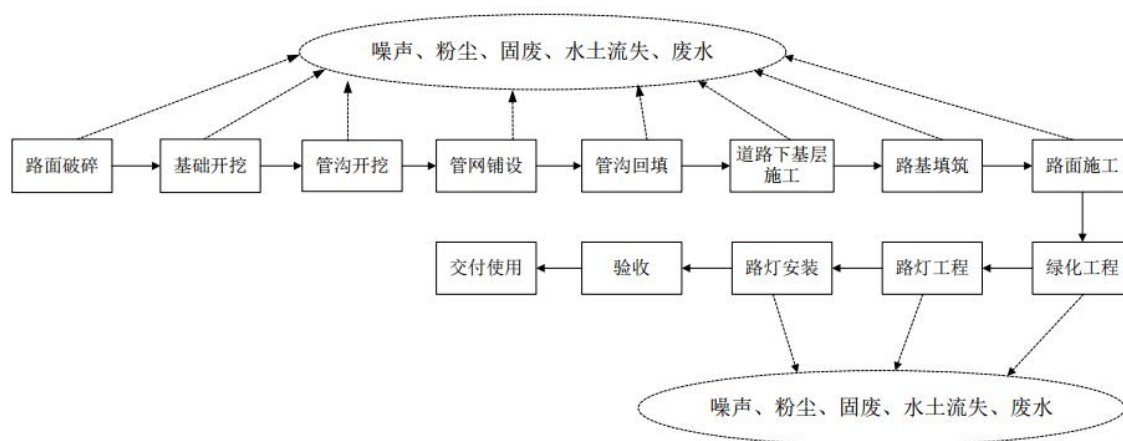 噪声、粉尘、固废、水土流失、废水
路面破碎
基础开挖
管沟开挖
管网铺设
管沟回填
道路下基层
施工
路基填筑
路面施工
交付使用
验收
路灯安装
路灯工程
绿化工程
噪声、粉尘、固废、水土流失、废水